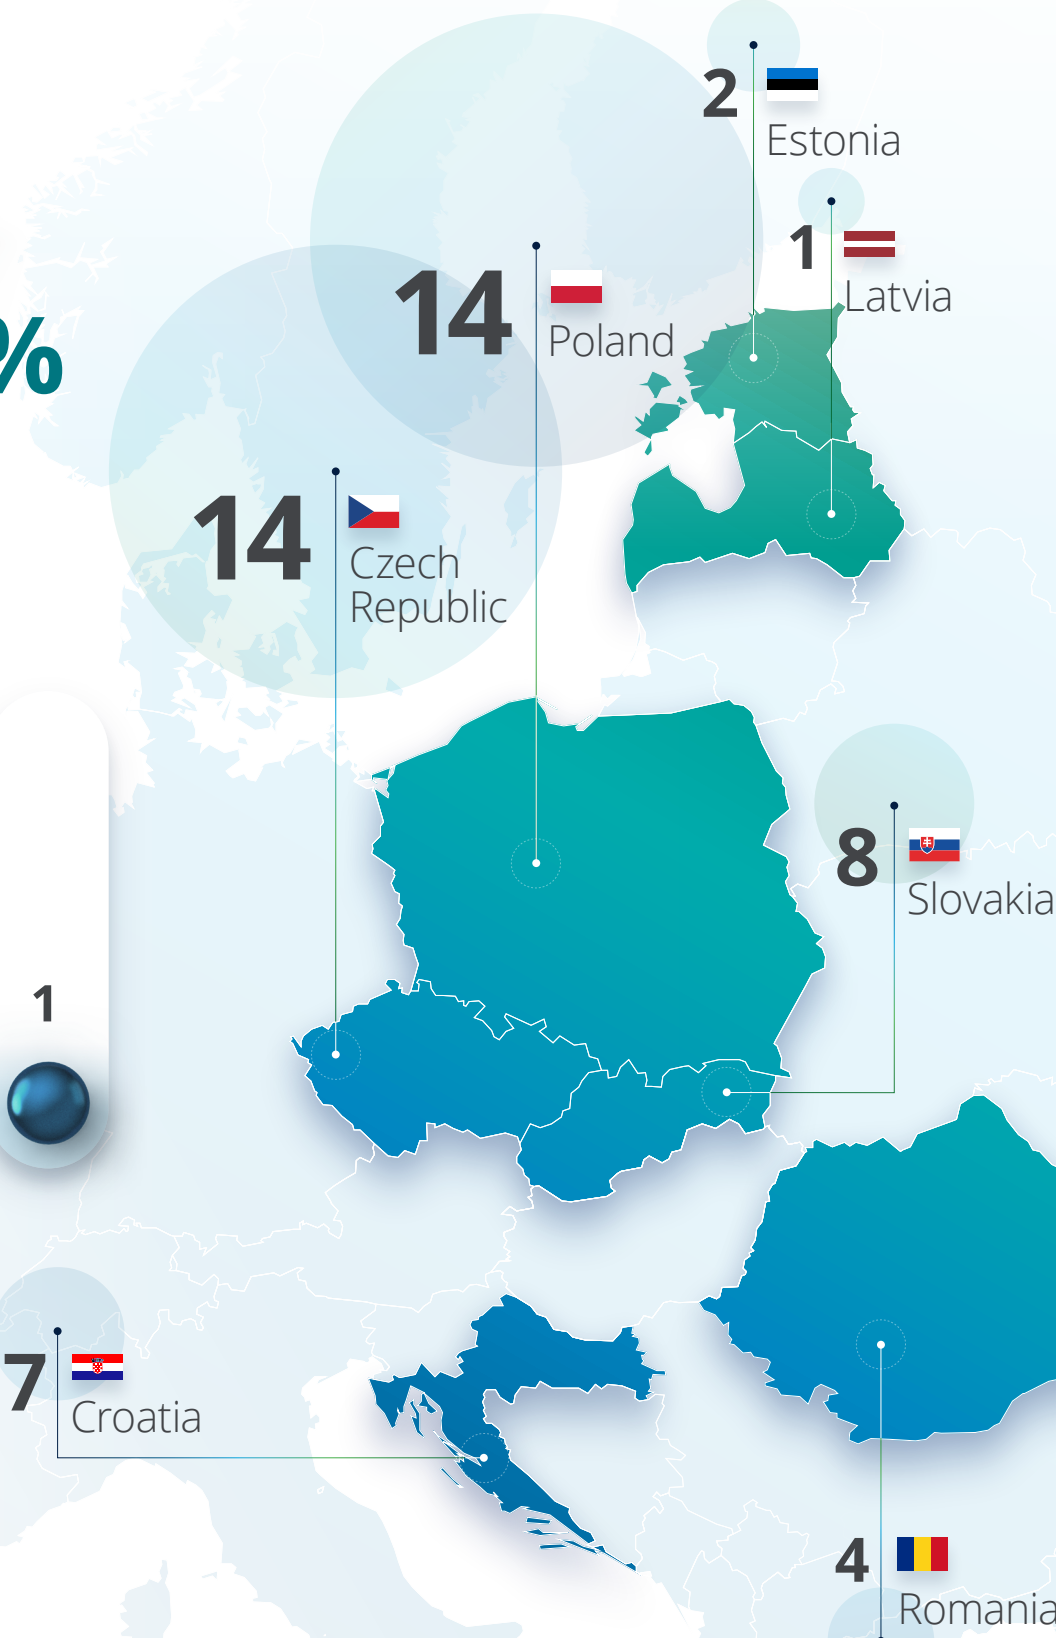 2
Estonia
1
Latvia
14
Poland
%
14
Czech
Republic
8
Slovakia
1
7
Croatia
4
Romania